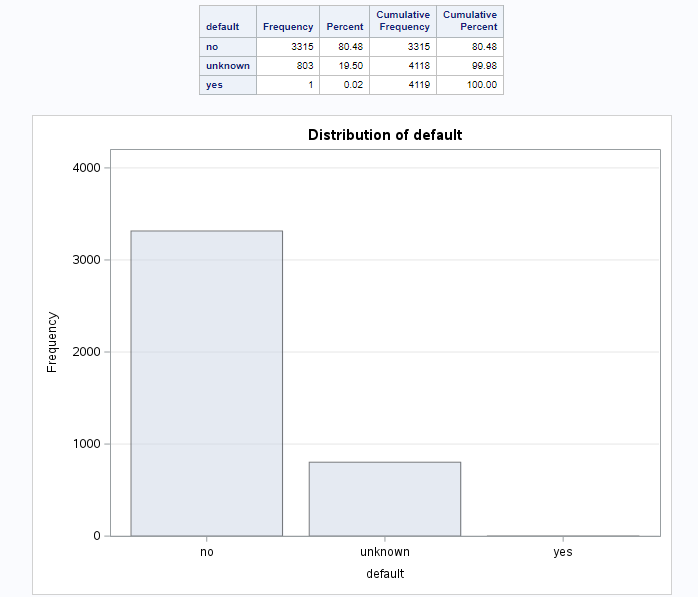 default Frequency Percent Cumulative Frequency Cumulative Percent
no 3315 80.48 3315 80.48
unknown 803 19.50 4118 99.98
yes 1 0.02 4119 100.00
Distribution of default
4000
3000
2000
1000
0
Frequency
no unknown yes
default